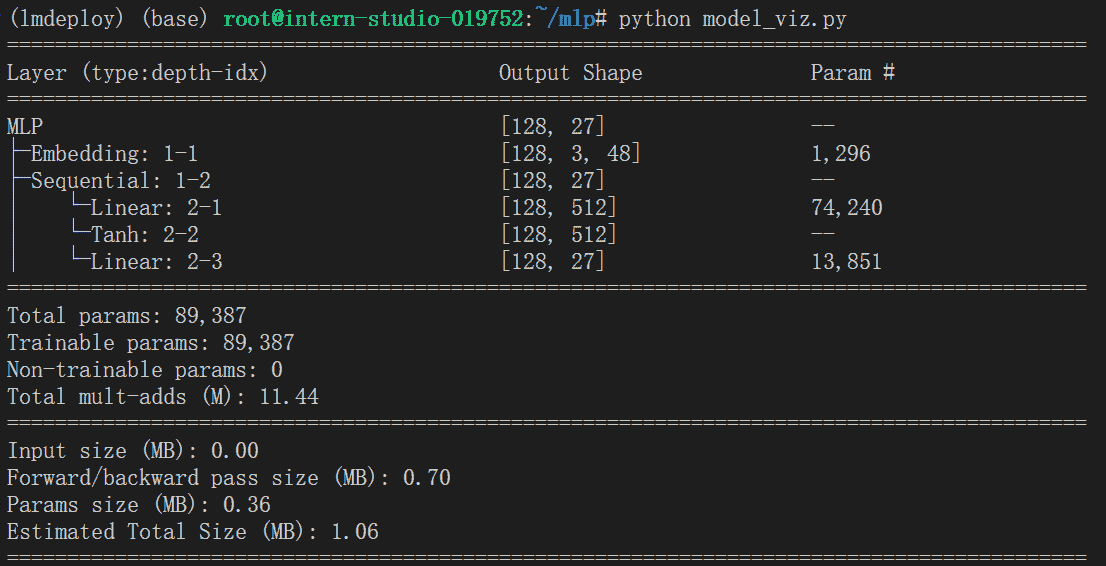 (lmdeploy) (base) root@intern-studio-019752:~/mlp# python model_viz.py
==========================================================================================
Layer (type:depth-idx)                   Output Shape              Param #
==========================================================================================
MLP                                      [128, 27]                 --
├─Embedding: 1-1                         [128, 3, 48]              1,296
├─Sequential: 1-2                        [128, 27]                 --
│    └─Linear: 2-1                       [128, 512]                74,240
│    └─Tanh: 2-2                         [128, 512]                --
│    └─Linear: 2-3                       [128, 27]                 13,851
==========================================================================================
Total params: 89,387
Trainable params: 89,387
Non-trainable params: 0
Total mult-adds (M): 11.44
==========================================================================================
Input size (MB): 0.00
Forward/backward pass size (MB): 0.70
Params size (MB): 0.36
Estimated Total Size (MB): 1.06
==========================================================================================